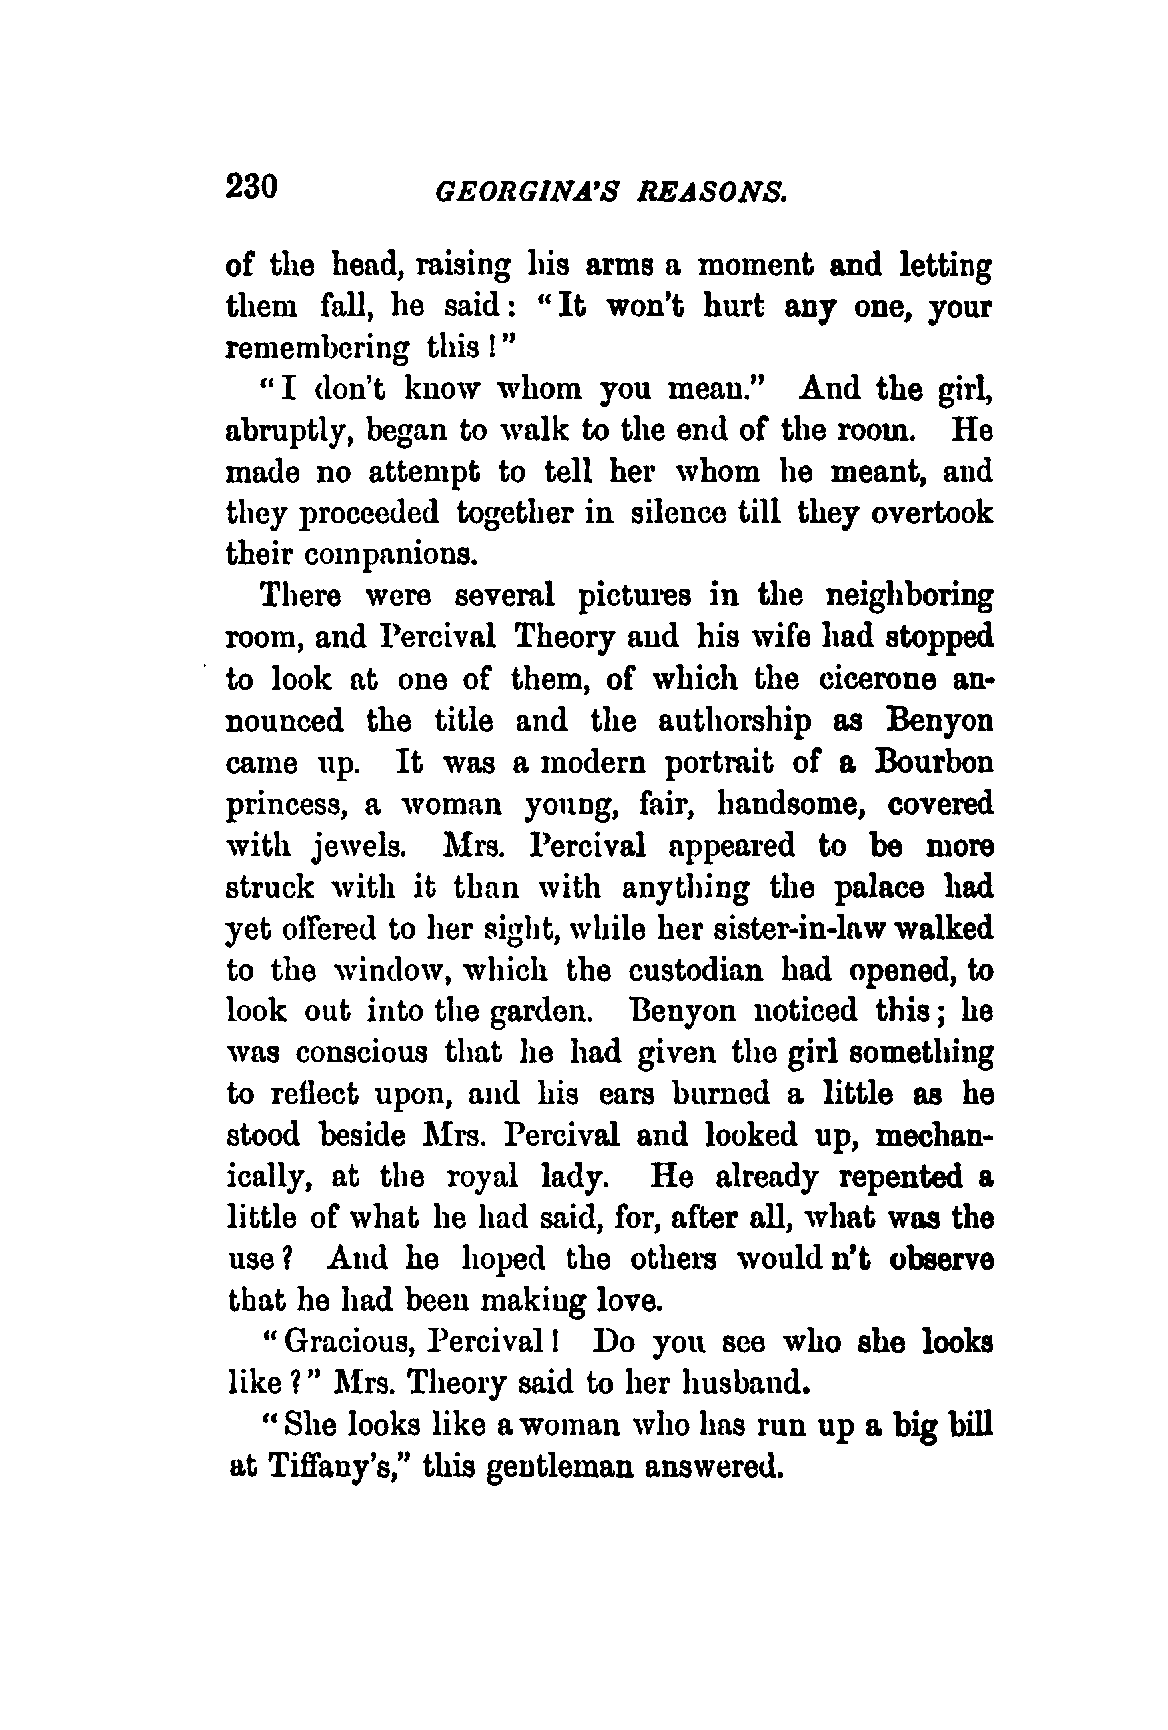 230 GEORGINA'S REASONS.
of the head, raising his arms a moment and letting
them fall, he said: "It won't hurt any one, your
remembering this!"
"I don't know whom you mean." And the girl,
abruptly, began to walk to the end of the room. He
made no attempt to tell her whom he meant, and
they proceeded together in silence till they overtook
their companions.
There were several pictures in the neighboring
room, and Percival Theory and his wife had stopped
to look at one of them, of which the cicerone an-
nounced the title and the authorship as Benyon
came up. It was a modern portrait of a Bourbon
princess, a woman young, fair, handsome, covered
with jewels. Mrs. Percival appeared to be more
struck with it than with anything the palace had
yet offered to her sight, while her sister-in-law walked
to the window, which the custodian had opened, to
look out into the garden. Benyon noticed this; he
was conscious that he had given the girl something
to reflect upon, and his ears burned a little as he
stood beside Mrs. Percival and looked up, mechan-
ically, at the royal lady. He already repented a
little of what he had said, for, after all, what was the
use? And he hoped the others would n't observe
that he had been making love.
"Gracious, Percival! Do you see who she looks
like?" Mrs. Theory said to her husband.
"She looks like a woman who has run up a big bill
at Tiffany's," this gentleman answered.